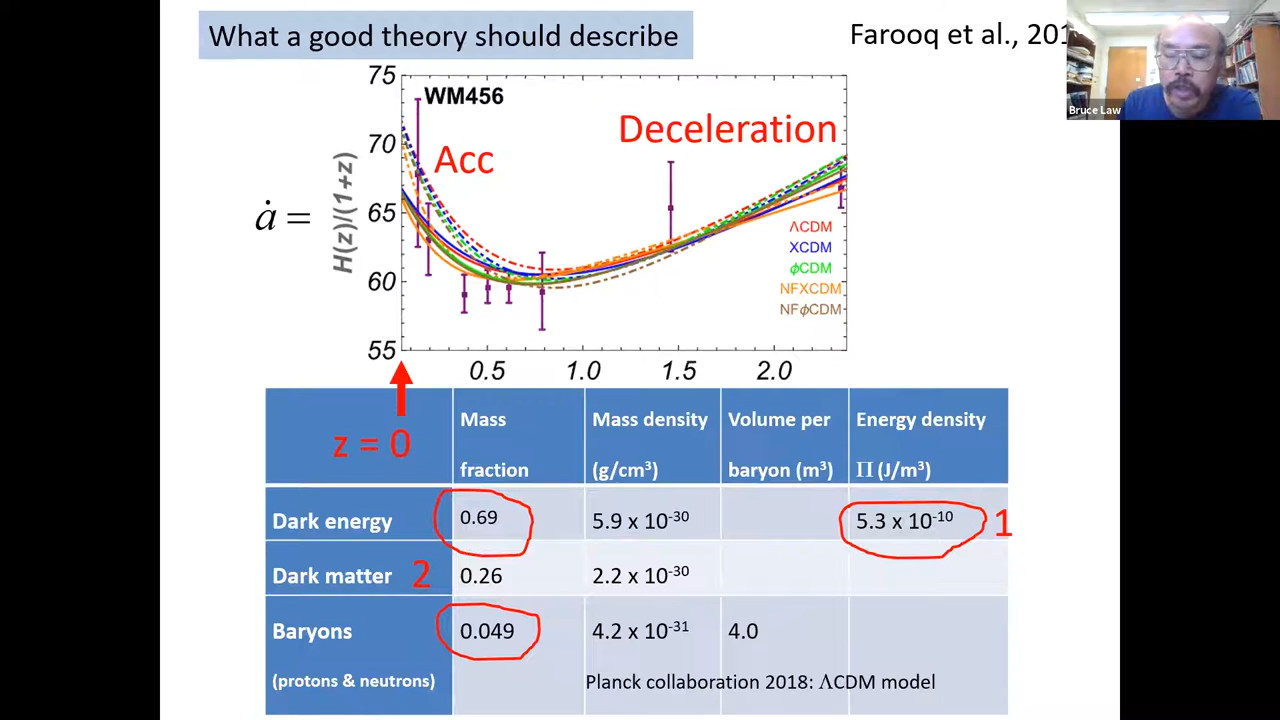 What a good theory should describe
Farooq et al., 201
Bruce Law
WM456
Acc
Deceleration
ȧ =
H(z)/(1+z)
75
70
65
60
55
ΛCDM
XCDM
ϕCDM
NFXCDM
NFϕCDM
0.5 1.0 1.5 2.0
z = 0
Mass fraction | Mass density (g/cm³) | Volume per baryon (m³) | Energy density Π (J/m³)
Dark energy 0.69 5.9 x 10⁻³⁰ 5.3 x 10⁻¹⁰ 1
Dark matter 2 0.26 2.2 x 10⁻³⁰
Baryons 0.049 4.2 x 10⁻³¹ 4.0
(protons & neutrons)
Planck collaboration 2018: ΛCDM model